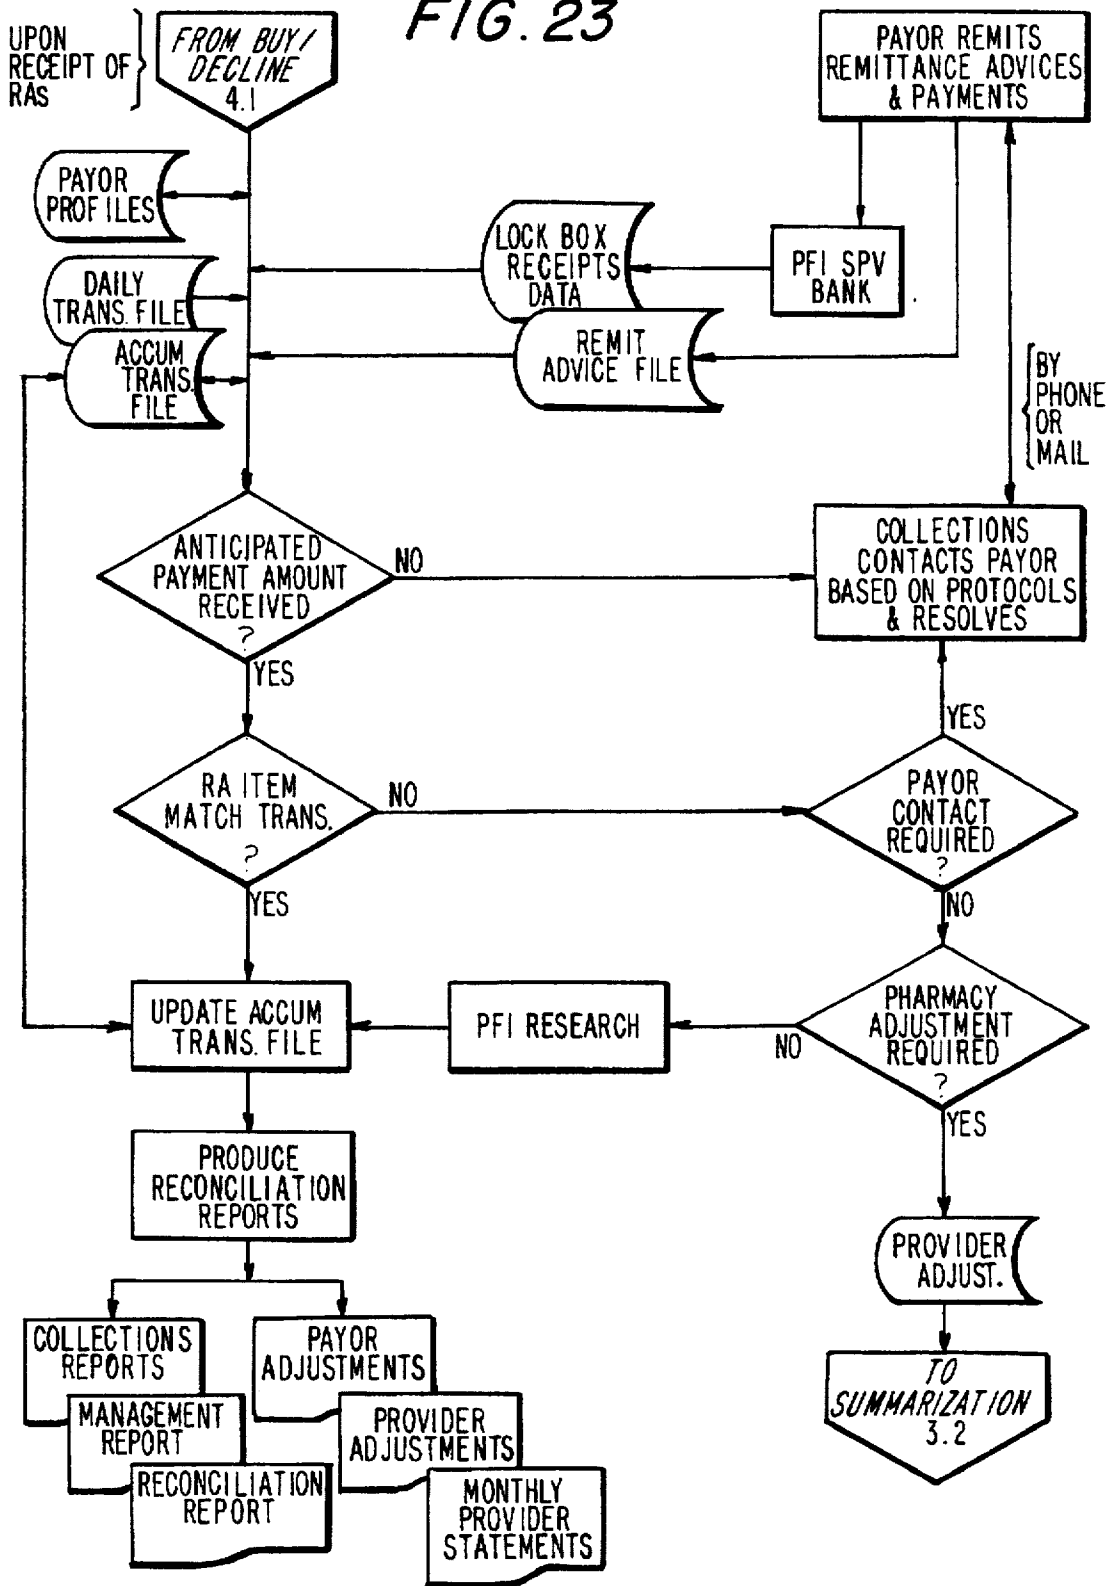 FIG. 23
UPON
RECEIPT OF
RAs
FROM BUY/
DECLINE
4.1
PAYOR REMITS
REMITTANCE ADVICES
& PAYMENTS
PAYOR
PROFILES
DAILY
TRANS. FILE
ACCUM
TRANS.
FILE
LOCK BOX
RECEIPTS
DATA
PFI SPV
BANK
REMIT
ADVICE FILE
BY
PHONE
OR
MAIL
ANTICIPATED
PAYMENT AMOUNT
RECEIVED
?
NO
YES
COLLECTIONS
CONTACTS PAYOR
BASED ON PROTOCOLS
& RESOLVES
YES
RA ITEM
MATCH TRANS.
?
NO
YES
PAYOR
CONTACT
REQUIRED
?
NO
UPDATE ACCUM
TRANS. FILE
PFI RESEARCH
NO
PHARMACY
ADJUSTMENT
REQUIRED
?
YES
PRODUCE
RECONCILIATION
REPORTS
PROVIDER
ADJUST.
COLLECTIONS
REPORTS
MANAGEMENT
REPORT
RECONCILIATION
REPORT
PAYOR
ADJUSTMENTS
PROVIDER
ADJUSTMENTS
MONTHLY
PROVIDER
STATEMENTS
TO
SUMMARIZATION
3.2